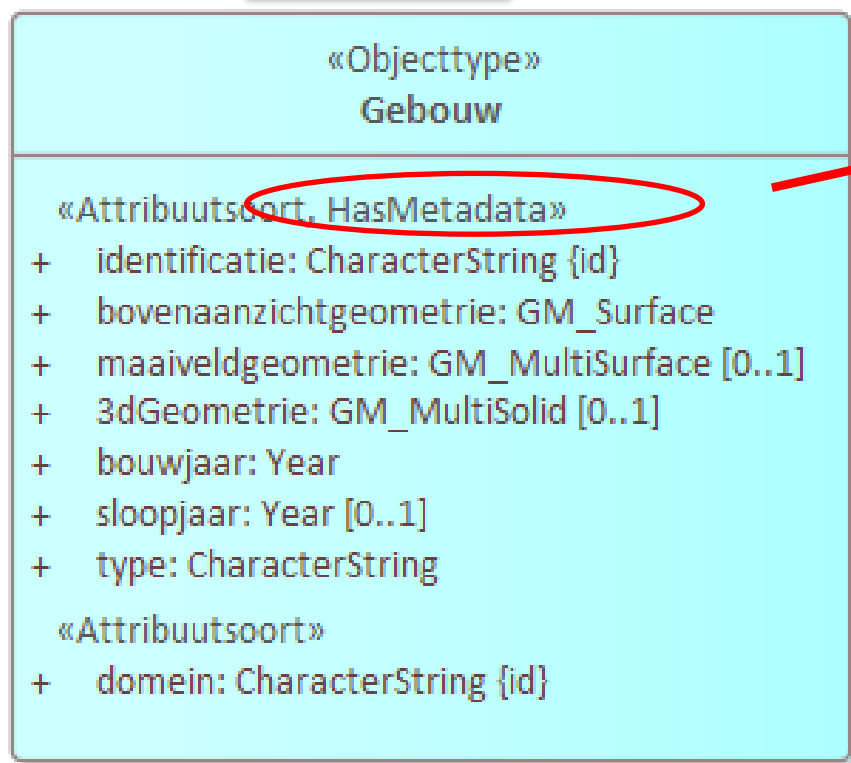 «Objecttype»
Gebouw
«Attribuutsoort, HasMetadata»
+ identificatie: CharacterString {id}
+ bovenaanzichtgeometrie: GM_Surface
+ maaiveldgeometrie: GM_MultiSurface [0..1]
+ 3dGeometrie: GM_MultiSolid [0..1]
+ bouwjaar: Year
+ sloopjaar: Year [0..1]
+ type: CharacterString
«Attribuutsoort»
+ domein: CharacterString {id}